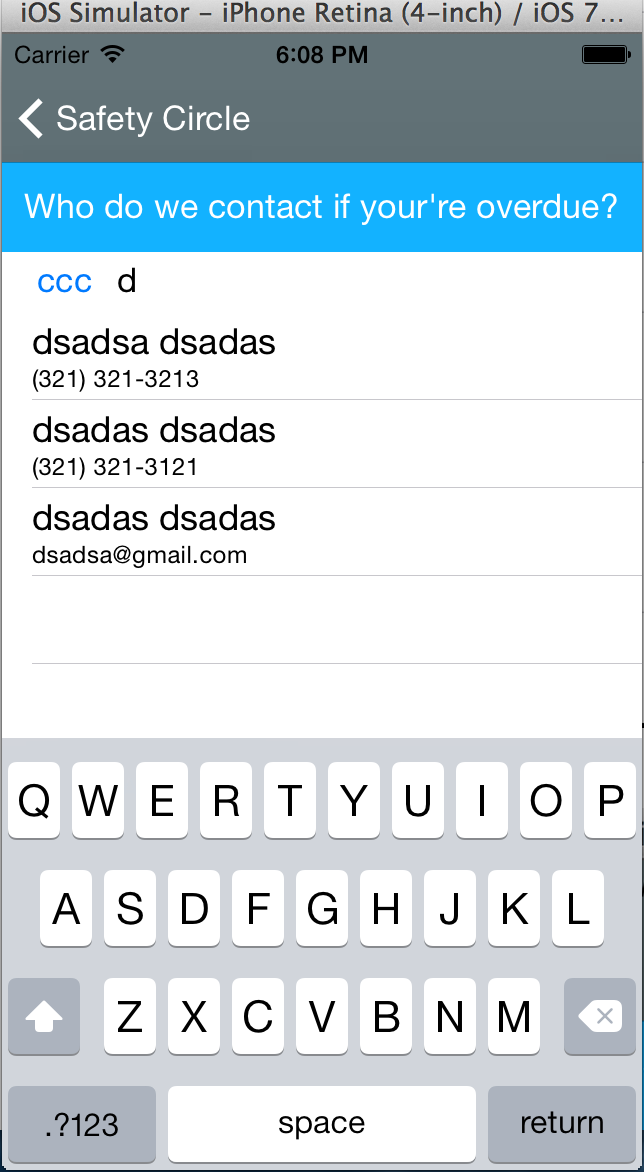 iOS Simulator - iPhone Retina (4-inch) / iOS 7...
Carrier 6:08 PM
Safety Circle
Who do we contact if your're overdue?
ccc d
dsadsa dsadas
(321) 321-3213
dsadas dsadas
(321) 321-3121
dsadas dsadas
dsadsa@gmail.com
Q W E R T Y U I O P
A S D F G H J K L
Z X C V B N M
.?123 space return